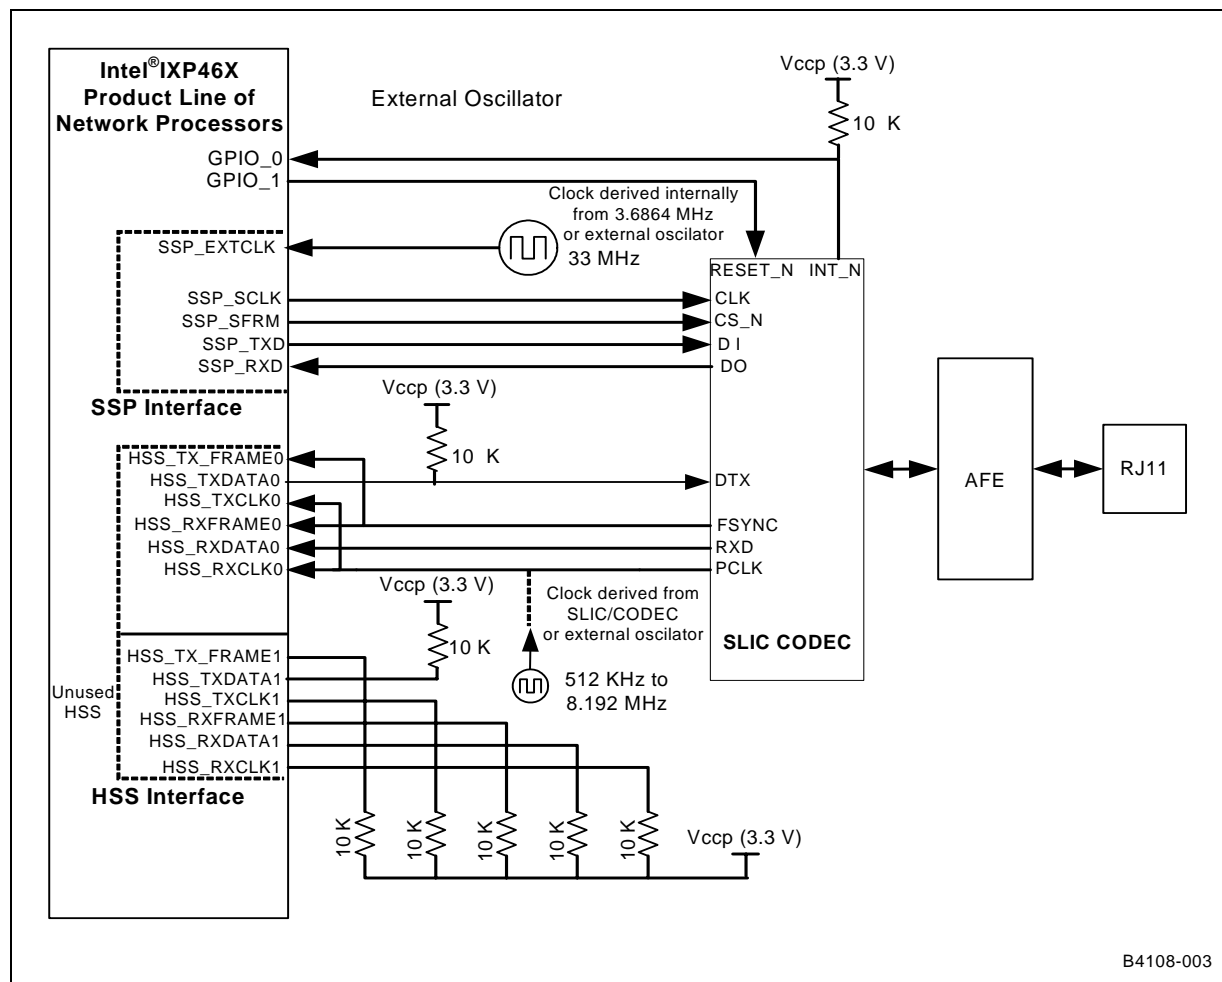 Intel®IXP46X
Product Line of
Network Processors
External Oscillator
Vccp (3.3 V)
10 K
GPIO_0
GPIO_1
Clock derived internally
from 3.6864 MHz
or external oscilator
33 MHz
SSP_EXTCLK
RESET_N INT_N
SSP_SCLK
CLK
SSP_SFRM
CS_N
SSP_TXD
D I
SSP_RXD
DO
SSP Interface
Vccp (3.3 V)
10 K
HSS_TX_FRAME0
HSS_TXDATA0
DTX
HSS_TXCLK0
HSS_RXFRAME0
FSYNC
HSS_RXDATA0
RXD
HSS_RXCLK0
PCLK
AFE
RJ11
Vccp (3.3 V)
10 K
Clock derived from
SLIC/CODEC
or external oscilator
SLIC CODEC
512 KHz to
8.192 MHz
HSS_TX_FRAME1
HSS_TXDATA1
Unused
HSS
HSS_TXCLK1
HSS_RXFRAME1
HSS_RXDATA1
HSS_RXCLK1
HSS Interface
10 K
10 K
10 K
10 K
10 K
Vccp (3.3 V)
B4108-003